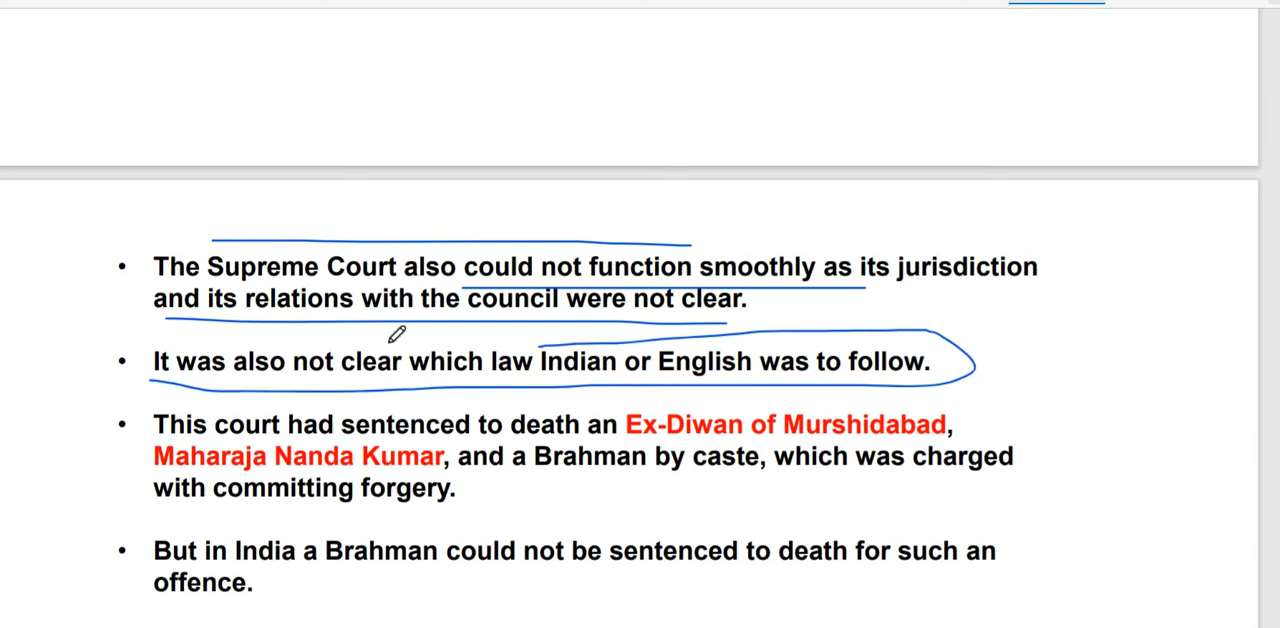 • The Supreme Court also could not function smoothly as its jurisdiction
and its relations with the council were not clear.
• It was also not clear which law Indian or English was to follow.
• This court had sentenced to death an Ex-Diwan of Murshidabad,
Maharaja Nanda Kumar, and a Brahman by caste, which was charged
with committing forgery.
• But in India a Brahman could not be sentenced to death for such an
offence.